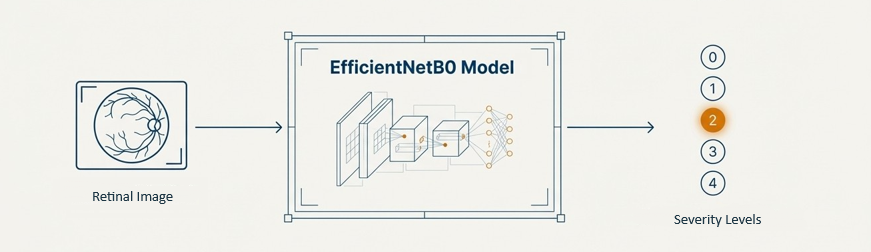 EfficientNetB0 Model
Retinal Image
0
1
2
3
4
Severity Levels